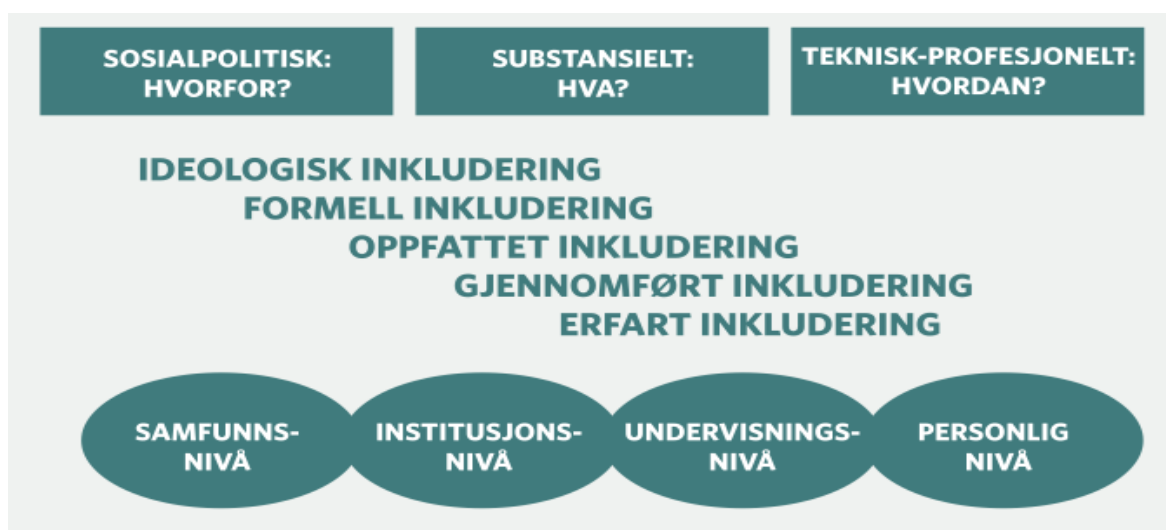 SOSIALPOLITISK:
HVORFOR?
SUBSTANSIELT:
HVA?
TEKNISK-PROFESJONELT:
HVORDAN?
IDEOLOGISK INKLUDERING
FORMELL INKLUDERING
OPPFATTET INKLUDERING
GJENNOMFØRT INKLUDERING
ERFART INKLUDERING
SAMFUNNS-
NIVÅ
INSTITUSJONS-
NIVÅ
UNDERVISNINGS-
NIVÅ
PERSONLIG
NIVÅ